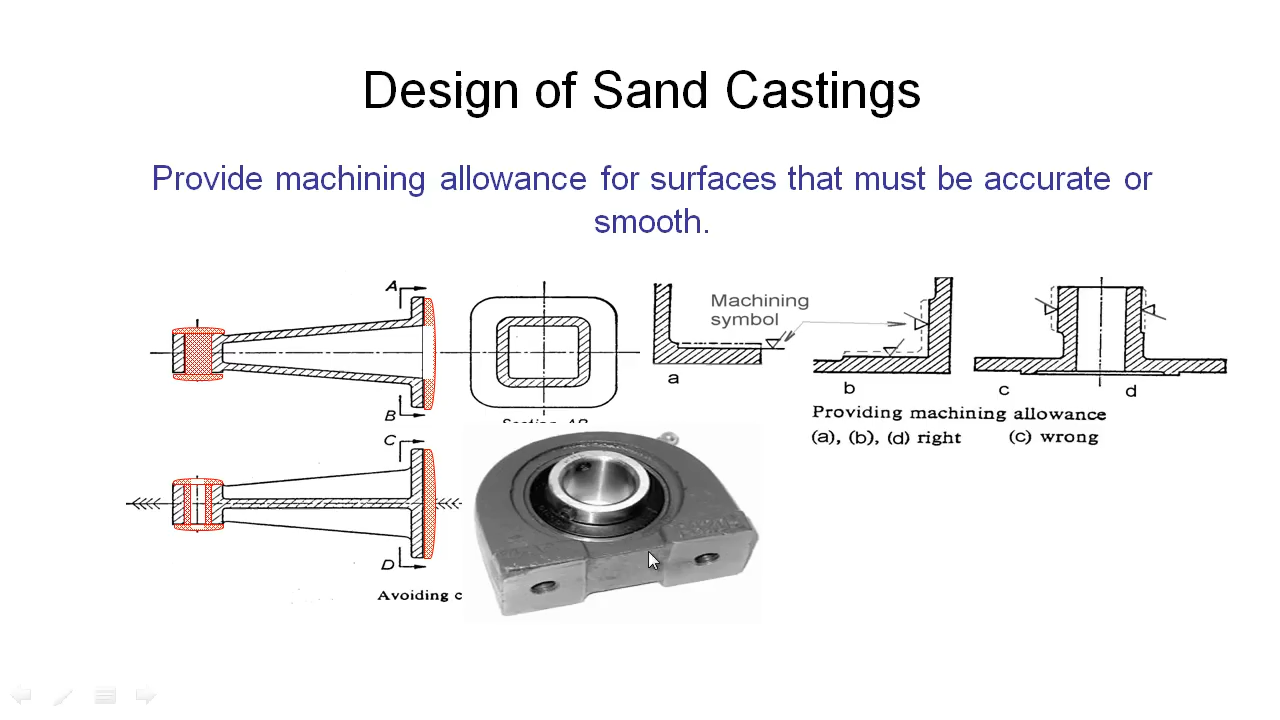 Design of Sand Castings
Provide machining allowance for surfaces that must be accurate or
smooth.
A
B
Machining
symbol
a
b
c
d
Providing machining allowance
(a), (b), (d) right (c) wrong
C
D
Avoiding c